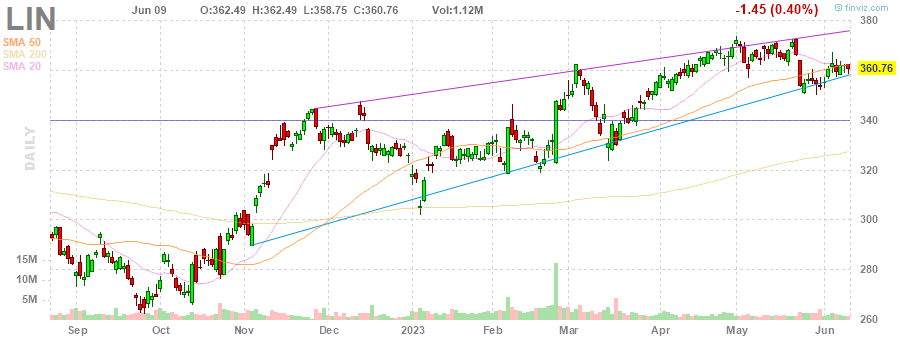 LIN Jun 09 O:362.49 H:362.49 L:358.75 C:360.76 Vol:1.12M -1.45 (0.40%) © finviz.com
SMA 50
SMA 200
SMA 20
DAILY
380
360.76
340
320
300
280
260
15M
10M
5M
Sep Oct Nov Dec 2023 Feb Mar Apr May Jun